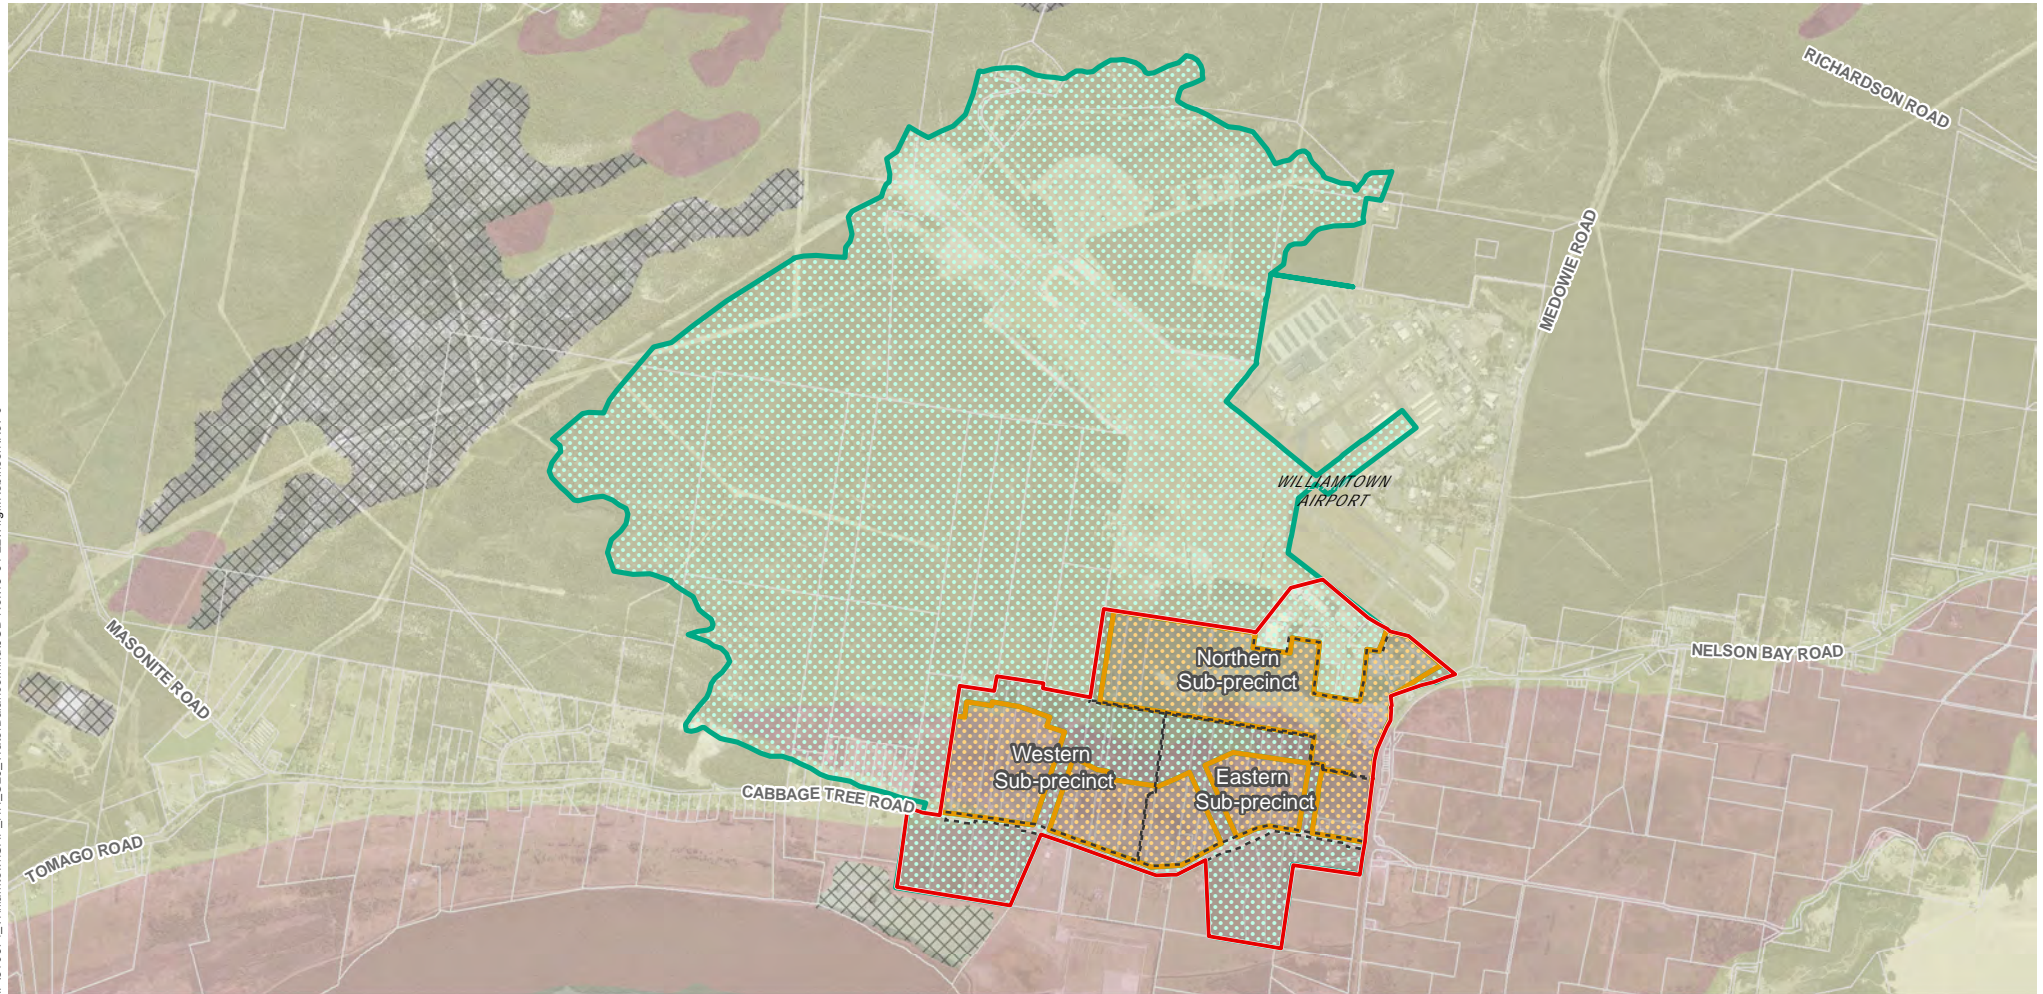 RICHARDSON ROAD
MEDOWIE ROAD
WILLIAMTOWN
AIRPORT
NELSON BAY ROAD
MASONITE ROAD
Northern
Sub-precinct
Western
Sub-precinct
Eastern
Sub-precinct
CABBAGE TREE ROAD
TOMAGO ROAD